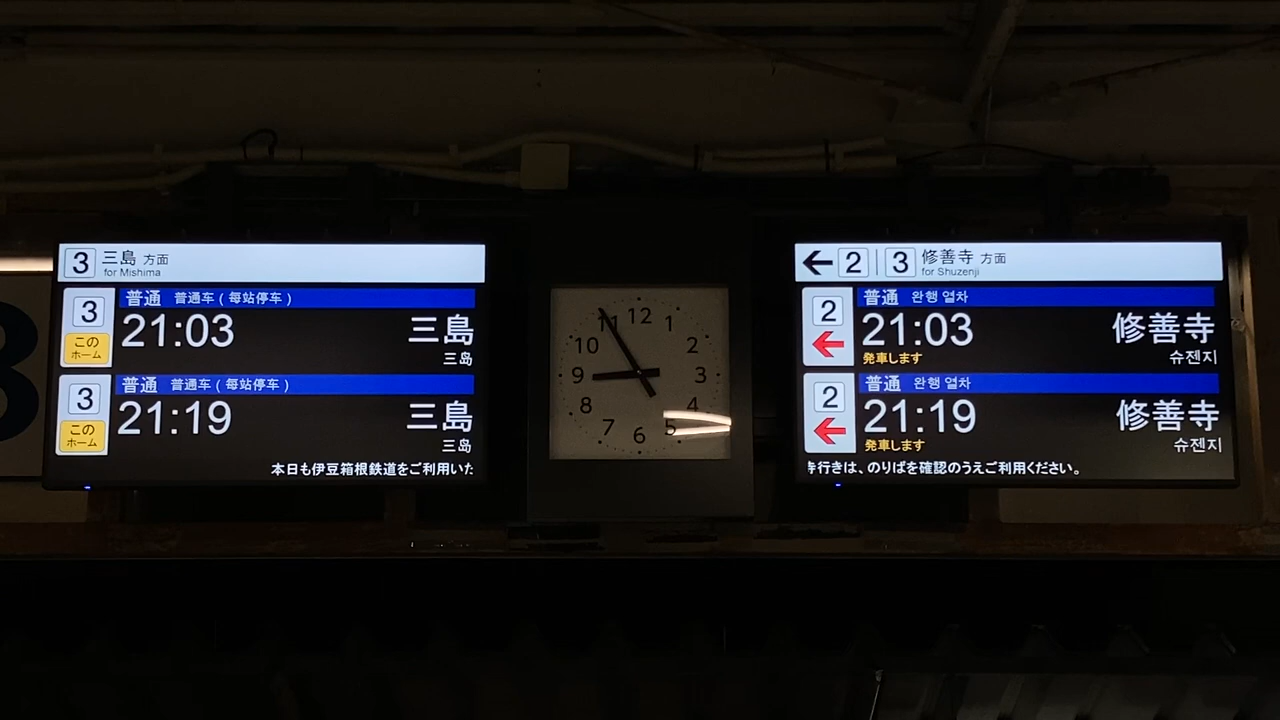 3 三島 方面
for Mishima
3 普通 普通车（每站停车）
この
ホーム
21:03 三島
三岛
3 普通 普通车（每站停车）
この
ホーム
21:19 三島
三岛
本日も伊豆箱根鉄道をご利用いた
12
1
2
3
4
5
6
7
8
9
10
11
← 2 | 3 修善寺 方面
for Shuzenji
2 普通 완행 열차
← 21:03 修善寺
発車します 슈젠지
2 普通 완행 열차
← 21:19 修善寺
発車します 슈젠지
寺行きは、のりばを確認のうえご利用ください。